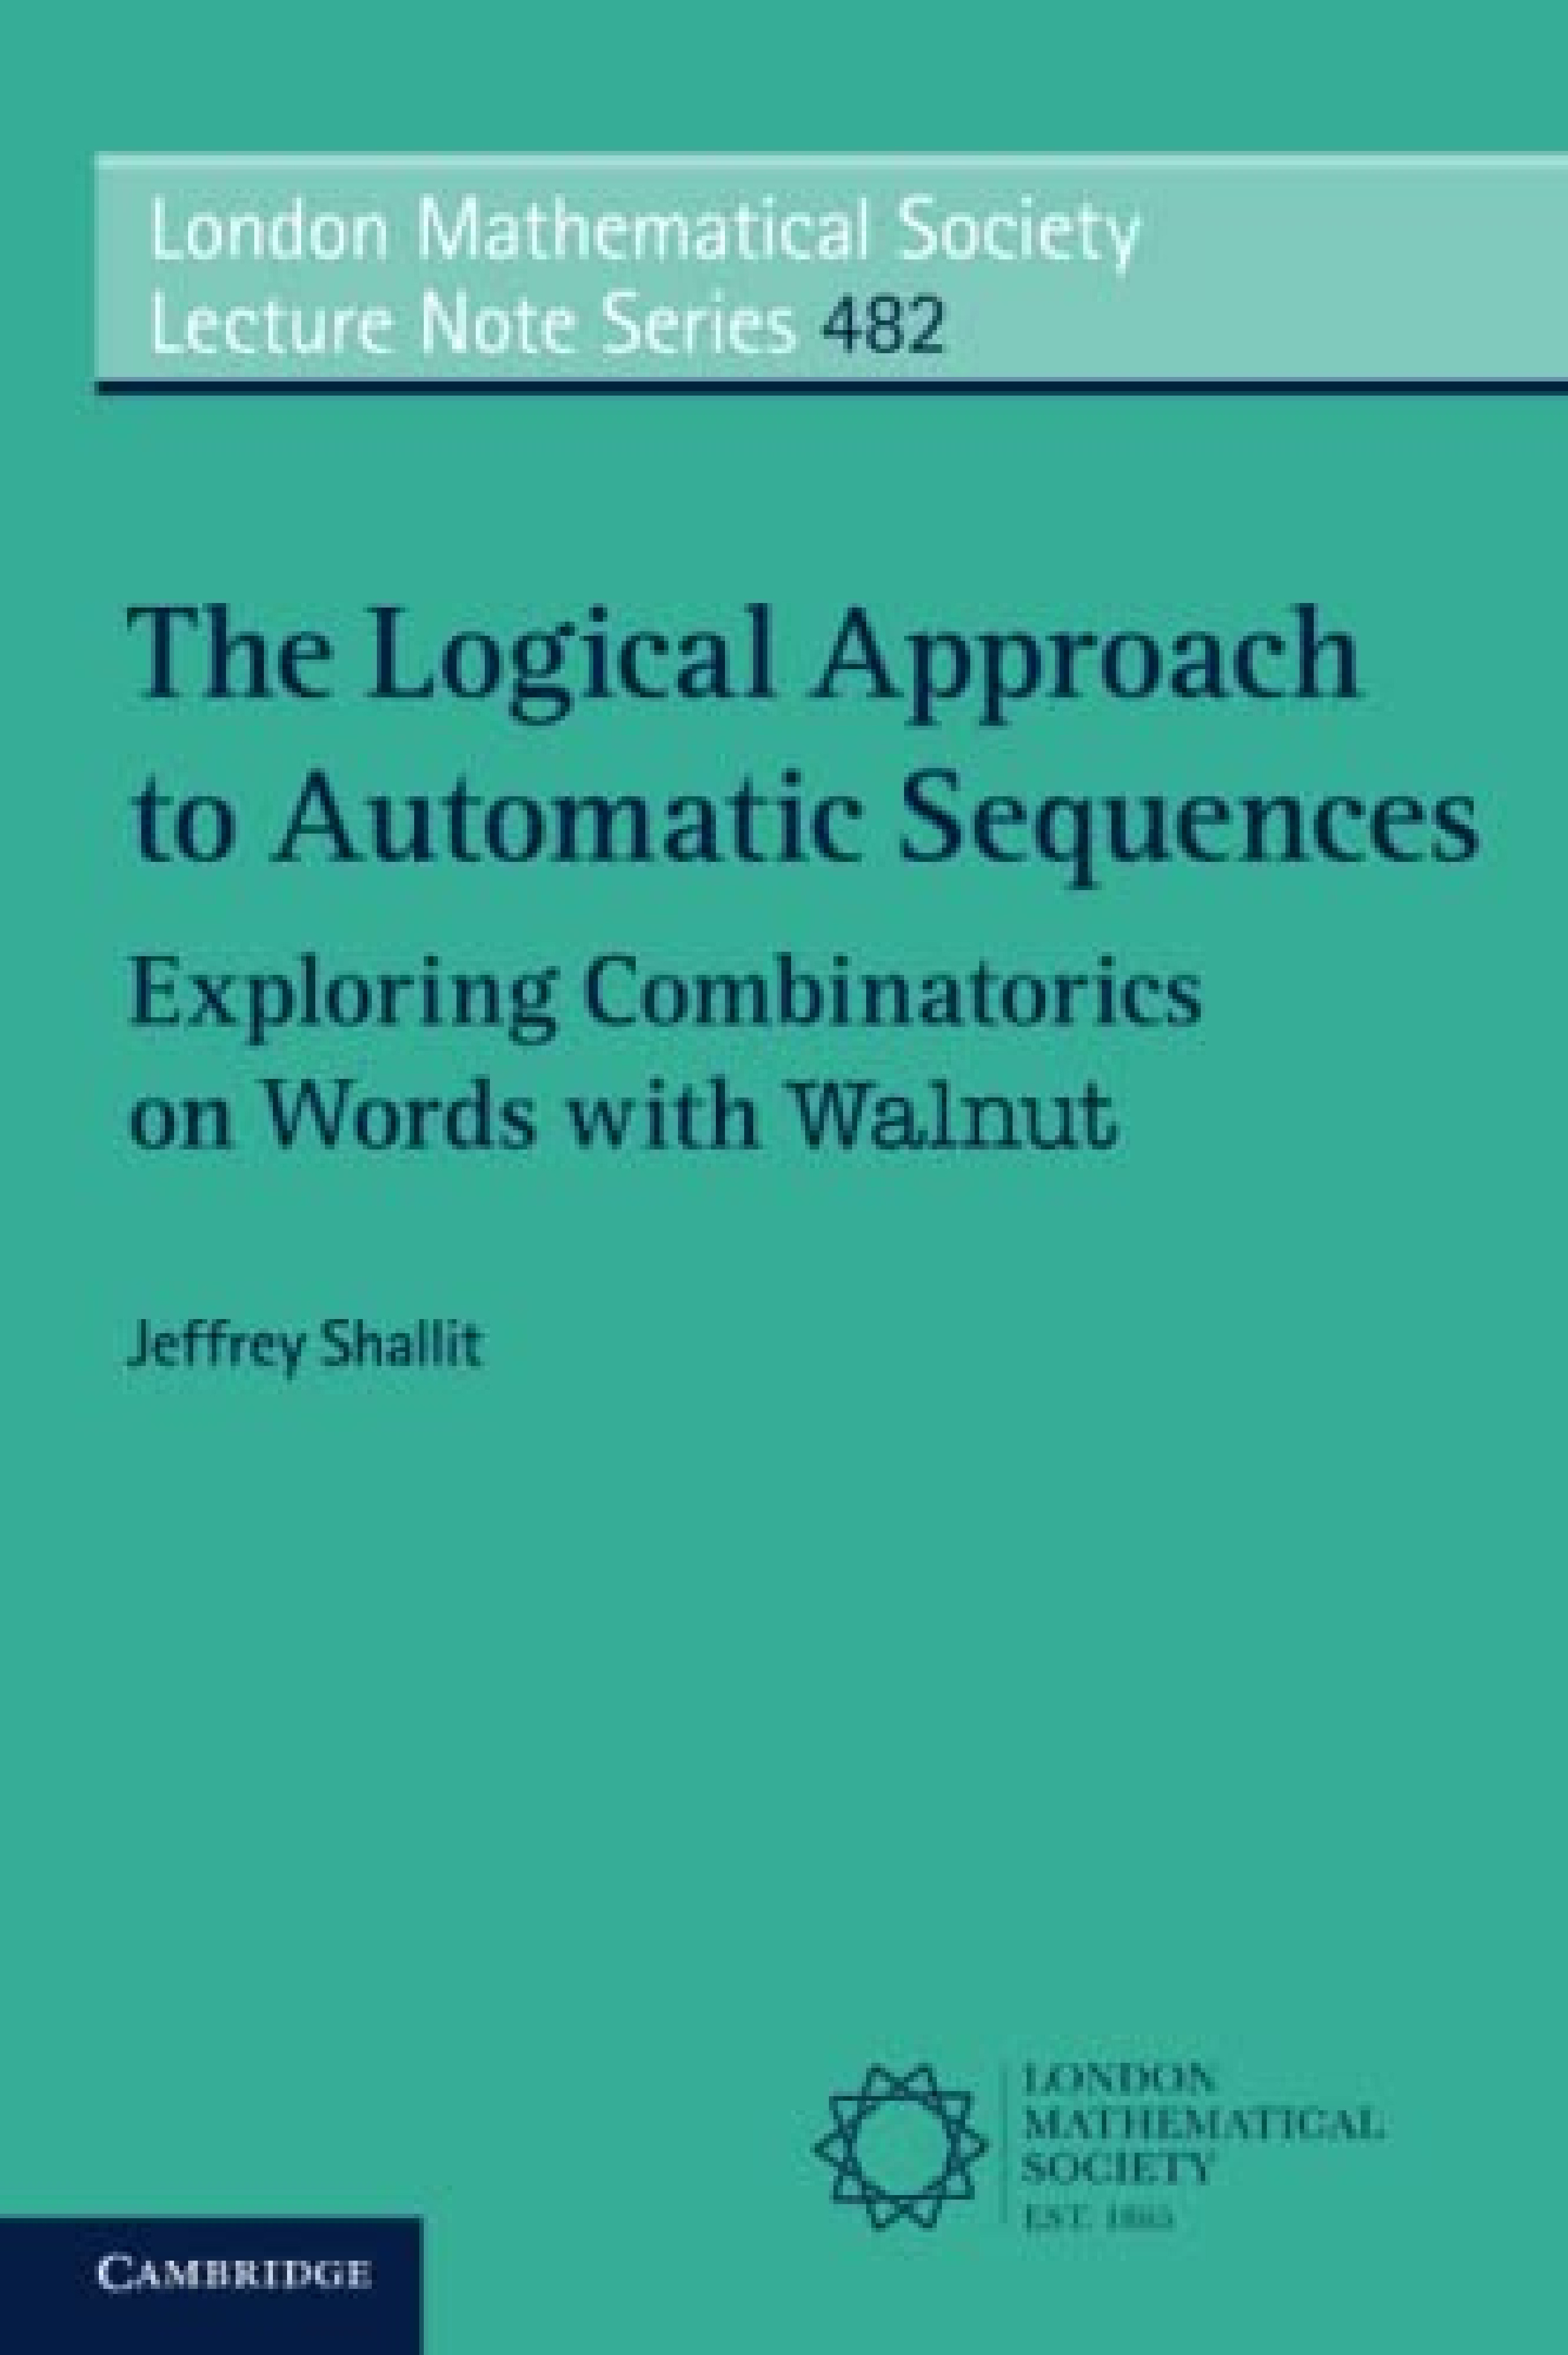 London Mathematical Society
Lecture Note Series 482
The Logical Approach
to Automatic Sequences
Exploring Combinatorics
on Words with Walnut
Jeffrey Shallit
LONDON
MATHEMATICAL
SOCIETY
EST. 1865
CAMBRIDGE